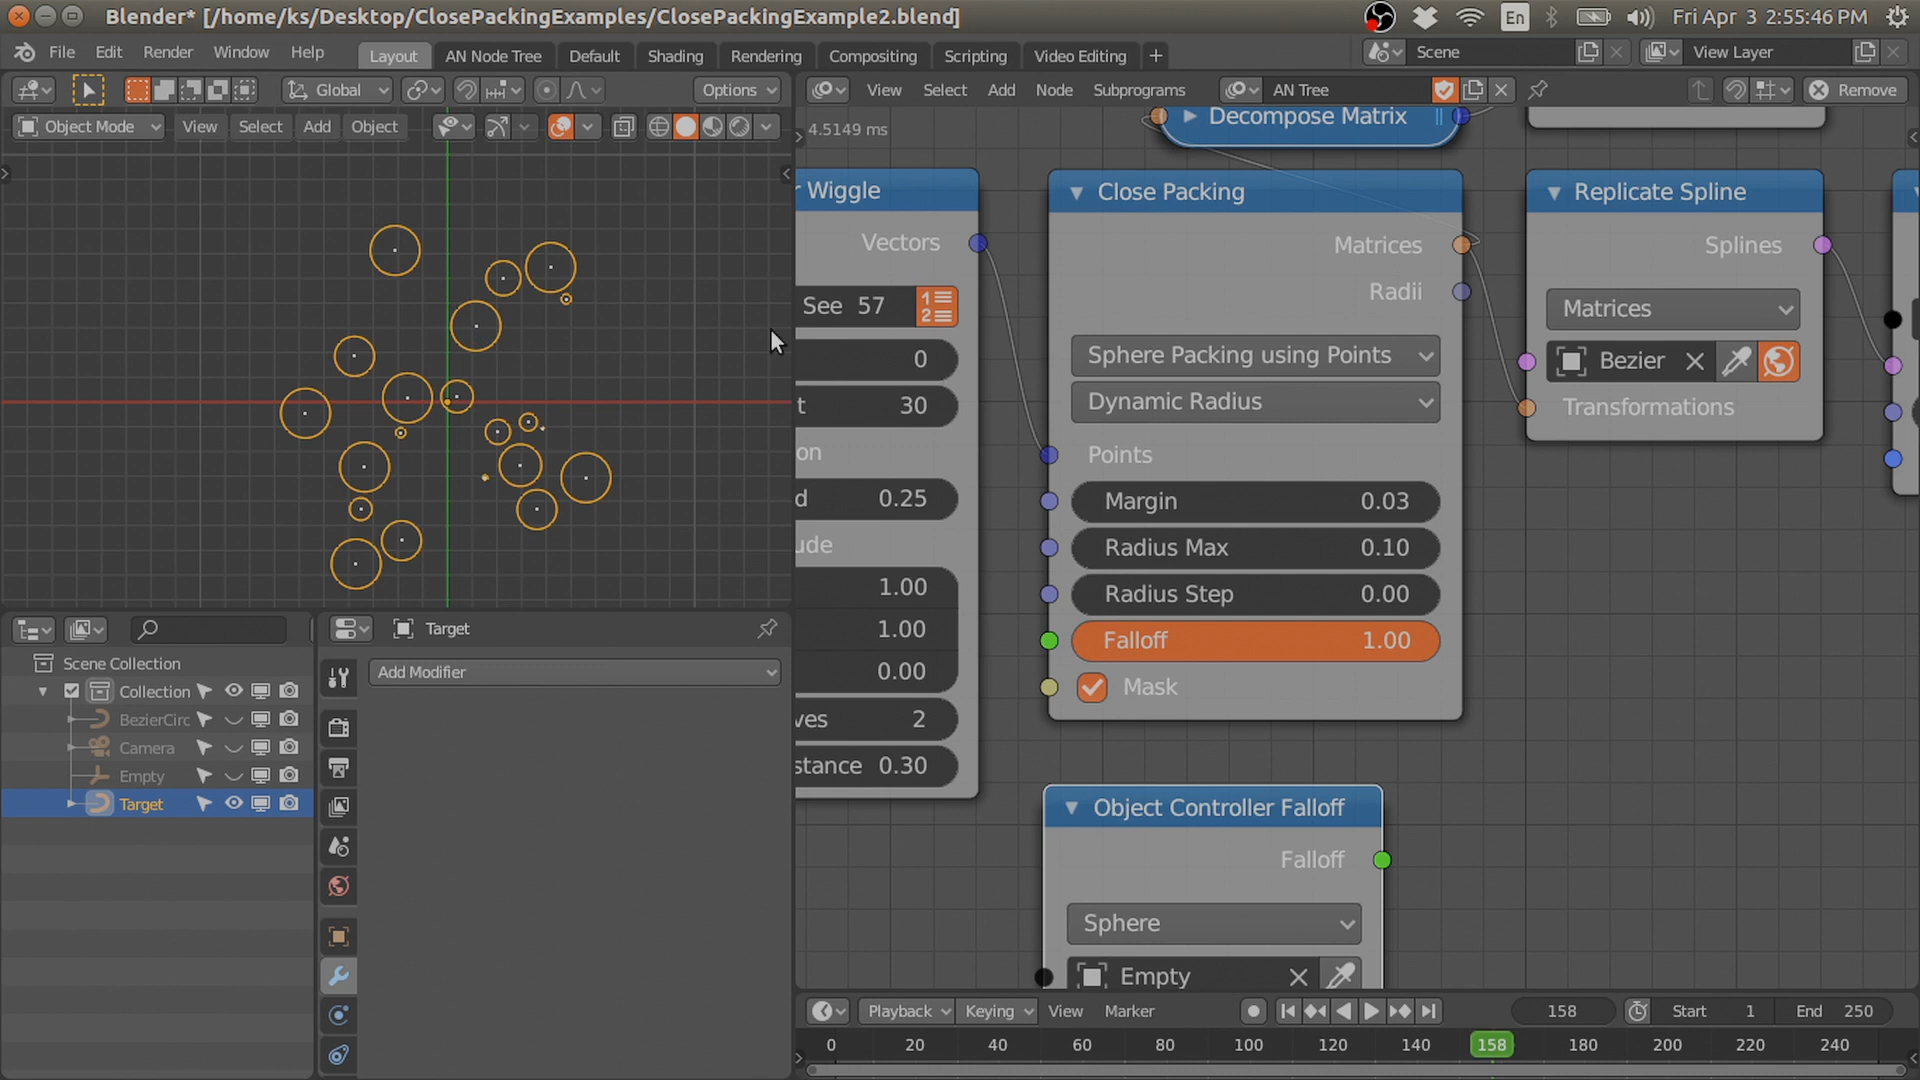 Blender* [/home/ks/Desktop/ClosePackingExamples/ClosePackingExample2.blend]
En
Fri Apr 3 2:55:46 PM
File Edit Render Window Help
Layout AN Node Tree Default Shading Rendering Compositing Scripting Video Editing +
Scene
View Layer
Global
Options
View Select Add Node Subprograms
AN Tree
Remove
Object Mode
View Select Add Object
4.5149 ms
Decompose Matrix
r Wiggle
Vectors
See 57
0
t 30
on
d 0.25
ude
1.00
1.00
0.00
ves 2
stance 0.30
Close Packing
Matrices
Radii
Sphere Packing using Points
Dynamic Radius
Points
Margin 0.03
Radius Max 0.10
Radius Step 0.00
Falloff 1.00
Mask
Replicate Spline
Splines
Matrices
Bezier
Transformations
Object Controller Falloff
Falloff
Sphere
Empty
Target
Add Modifier
Scene Collection
Collection
BezierCirc
Camera
Empty
Target
Playback Keying View Marker
158
Start 1
End 250
0 20 40 60 80 100 120 140 158 180 200 220 240